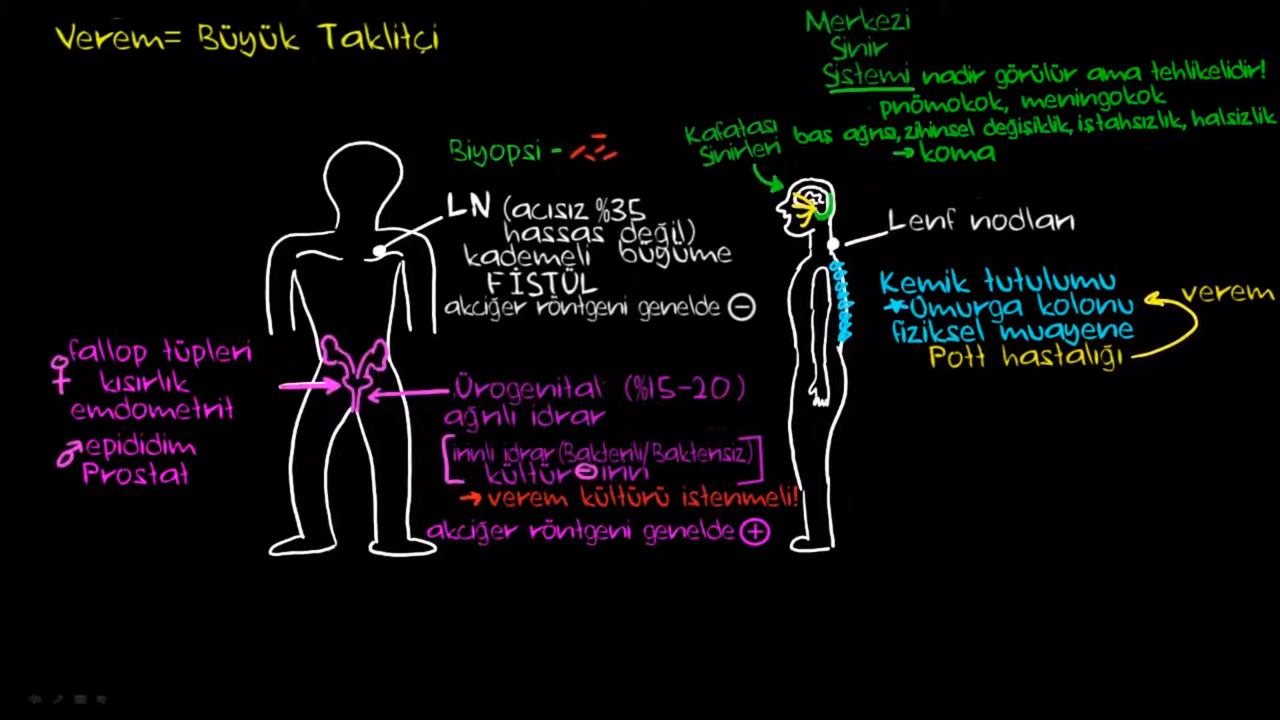 Verem= Büyük Taklitçi
Merkezi
Sinir
Sistemi nadir görülür ama tehlikelidir!
pnömokok, meningokok
baş ağrısı, zihinsel değişiklik, iştahsızlık, halsizlik
→ koma
Kafatası
Sinirleri
Biyopsi -
LN (acısız %35
hassas değil)
kademeli büyüme
FİSTÜL
akciğer röntgeni genelde ⊖
Lenf nodları
Kemik tutulumu
*Omurga kolonu
fiziksel muayene
Pott hastalığı
verem
♀ fallop tüpleri
kısırlık
emdometrit
♂ epididim
Prostat
Ürogenital (%15-20)
ağrılı idrar
[irinli idrar (Bakterili/Bakterisiz)
kültür ⊖ irin]
→ verem kültürü istenmeli!
akciğer röntgeni genelde ⊕